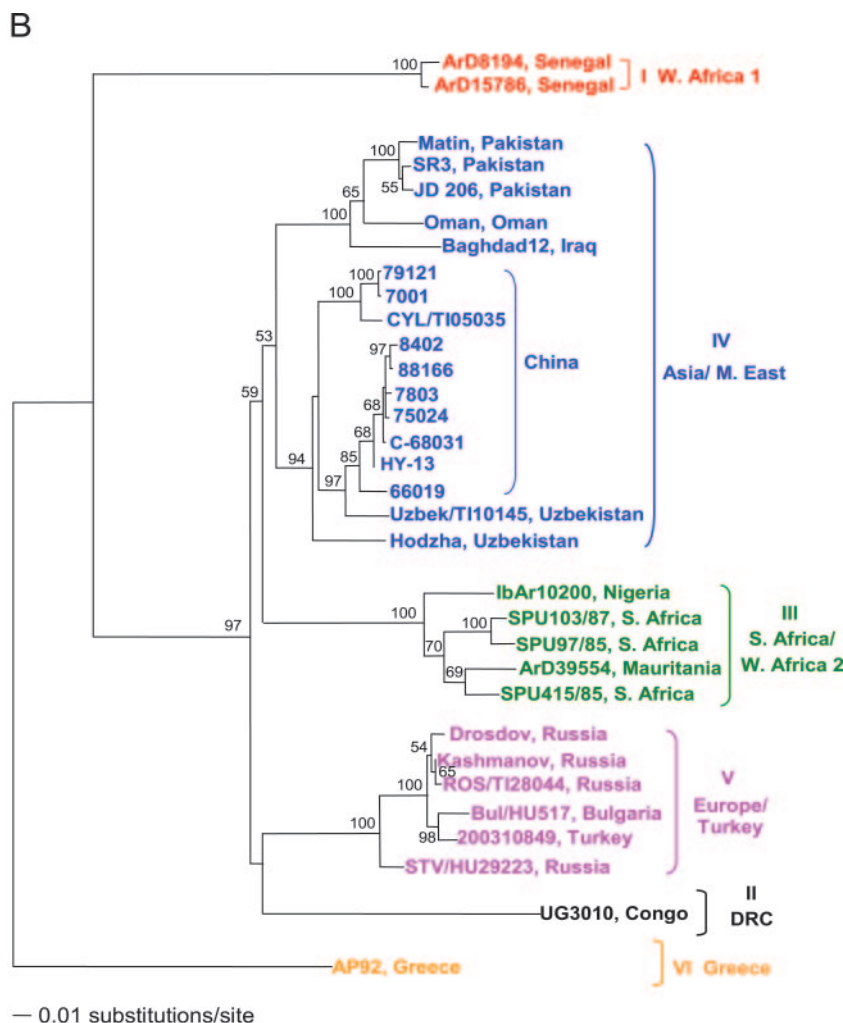 B
100 ArD8194, Senegal
ArD15786, Senegal
I W. Africa 1
Matin, Pakistan
100
SR3, Pakistan
55 JD 206, Pakistan
65
Oman, Oman
100
Baghdad12, Iraq
79121
100
7001
100
CYL/TI05035
8402
97
88166
7803
75024
68
C-68031
68
HY-13
85
66019
97
Uzbek/TI10145, Uzbekistan
94
Hodzha, Uzbekistan
China
IV
Asia/ M. East
53
59
IbAr10200, Nigeria
100
SPU103/87, S. Africa
100
SPU97/85, S. Africa
70
ArD39554, Mauritania
69
SPU415/85, S. Africa
III
S. Africa/
W. Africa 2
97
Drosdov, Russia
54
Kashmanov, Russia
65
ROS/TI28044, Russia
100
Bul/HU517, Bulgaria
98 200310849, Turkey
100
STV/HU29223, Russia
V
Europe/
Turkey
UG3010, Congo
II
DRC
AP92, Greece
VI Greece
— 0.01 substitutions/site